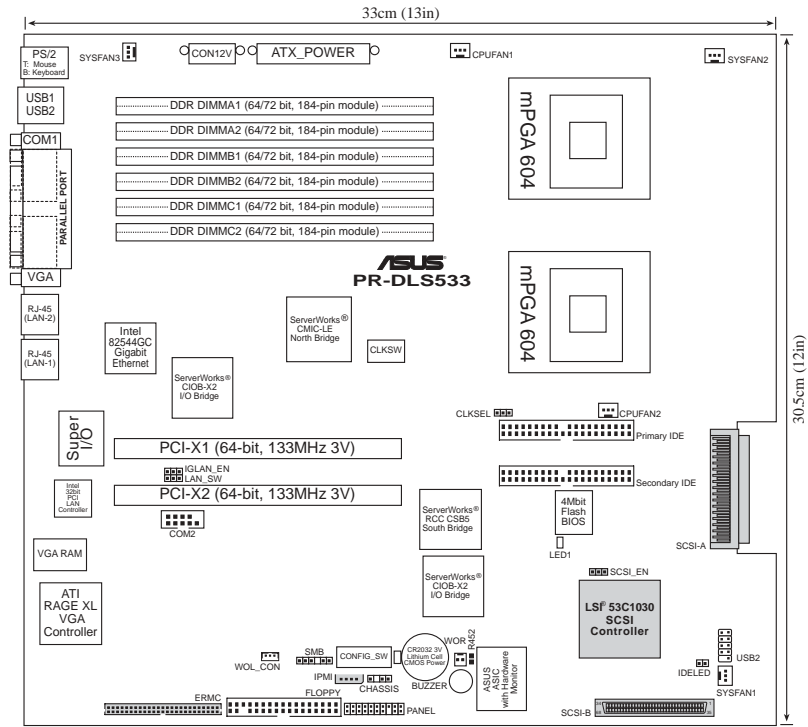 33cm (13in)
PS/2
T: Mouse
B: Keyboard
SYSFAN3
CON12V
ATX_POWER
CPUFAN1
SYSFAN2
USB1
USB2
COM1
PARALLEL PORT
VGA
DDR DIMMA1 (64/72 bit, 184-pin module)
DDR DIMMA2 (64/72 bit, 184-pin module)
DDR DIMMB1 (64/72 bit, 184-pin module)
DDR DIMMB2 (64/72 bit, 184-pin module)
DDR DIMMC1 (64/72 bit, 184-pin module)
DDR DIMMC2 (64/72 bit, 184-pin module)
mPGA 604
mPGA 604
ASUS®
PR-DLS533
30.5cm (12in)
RJ-45
(LAN-2)
RJ-45
(LAN-1)
Intel
82544GC
Gigabit
Ethernet
ServerWorks®
CMIC-LE
North Bridge
CLKSW
ServerWorks®
CIOB-X2
I/O Bridge
CLKSEL
CPUFAN2
Primary IDE
Super
I/O
PCI-X1 (64-bit, 133MHz 3V)
IGLAN_EN
LAN_SW
PCI-X2 (64-bit, 133MHz 3V)
Secondary IDE
Intel
32bit
PCI
LAN
Controller
COM2
ServerWorks®
RCC CSB5
South Bridge
4Mbit
Flash
BIOS
LED1
SCSI-A
VGA RAM
ServerWorks®
CIOB-X2
I/O Bridge
SCSI_EN
ATI
RAGE XL
VGA
Controller
LSI® 53C1030
SCSI
Controller
WOL_CON
SMB
CONFIG_SW
CR2032 3V
Lithium Cell
CMOS Power
WOR
R452
ASUS
ASIC
with Hardware
Monitor
USB2
IDELED
SYSFAN1
IPMI
CHASSIS
BUZZER
ERMC
FLOPPY
PANEL
SCSI-B